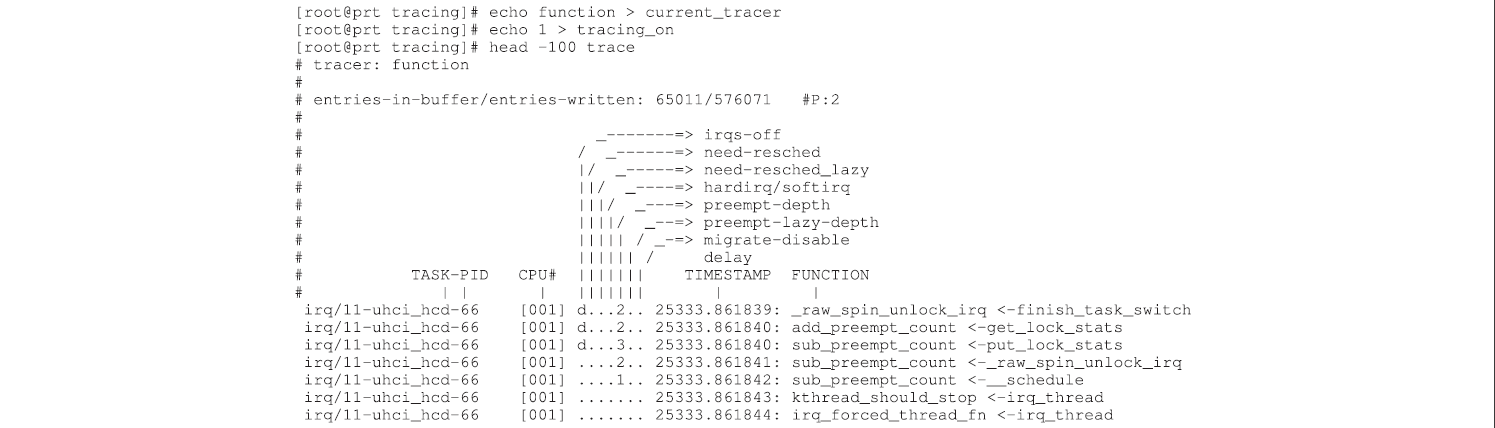 [root@prt tracing]# echo function > current_tracer
[root@prt tracing]# echo 1 > tracing_on
[root@prt tracing]# head -100 trace
# tracer: function
#
# entries-in-buffer/entries-written: 65011/576071   #P:2
#
#                              _-------=> irqs-off
#                            /  _------=> need-resched
#                            |/  _-----=> need-resched_lazy
#                            ||/  _----=> hardirq/softirq
#                            |||/  _----=> preempt-depth
#                            ||||/  _--=> preempt-lazy-depth
#                            ||||| / _-=> migrate-disable
#                            |||||| /     delay
#           TASK-PID   CPU#  |||||||    TIMESTAMP  FUNCTION
#              | |       |   |||||||       |         |
 irq/11-uhci_hcd-66    [001] d...2.. 25333.861839: _raw_spin_unlock_irq <-finish_task_switch
 irq/11-uhci_hcd-66    [001] d...2.. 25333.861840: add_preempt_count <-get_lock_stats
 irq/11-uhci_hcd-66    [001] d...3.. 25333.861840: sub_preempt_count <-put_lock_stats
 irq/11-uhci_hcd-66    [001] ....2.. 25333.861841: sub_preempt_count <-_raw_spin_unlock_irq
 irq/11-uhci_hcd-66    [001] ....1.. 25333.861842: sub_preempt_count <-__schedule
 irq/11-uhci_hcd-66    [001] ....... 25333.861843: kthread_should_stop <-irq_thread
 irq/11-uhci_hcd-66    [001] ....... 25333.861844: irq_forced_thread_fn <-irq_thread